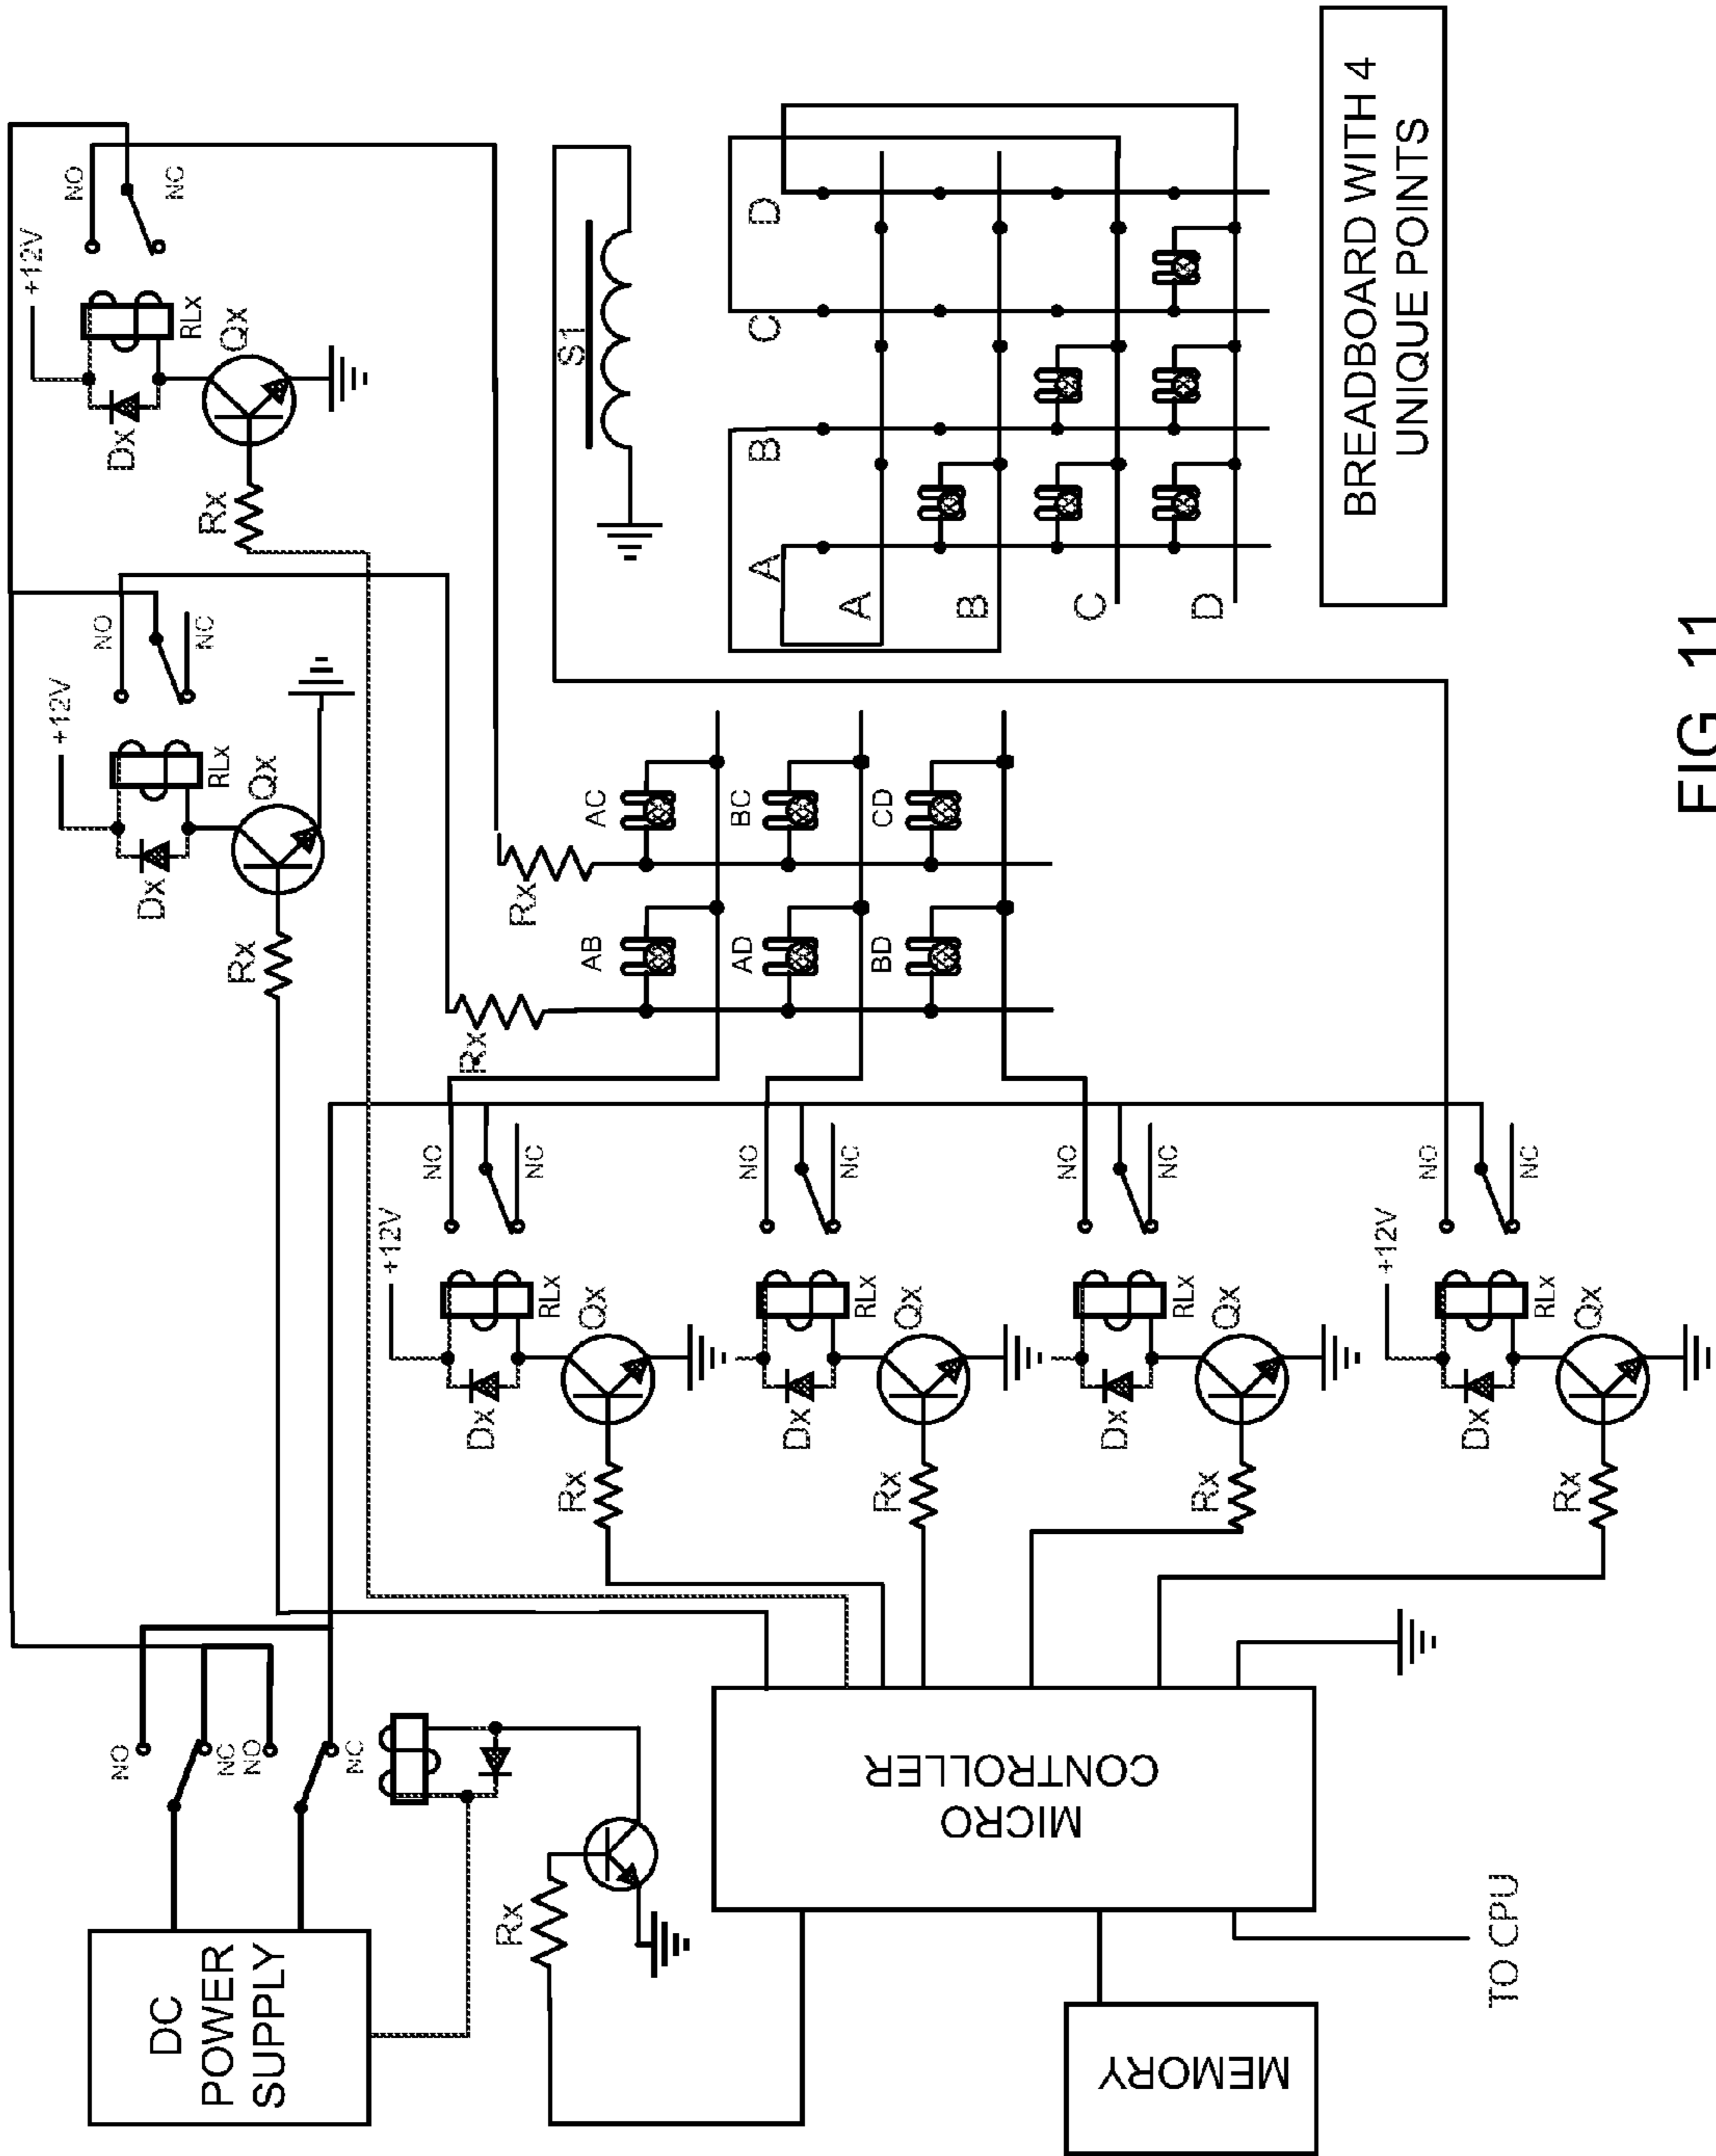 DC
POWER
SUPPLY
NO
NC
NO
NC
Rx
MICRO
CONTROLLER
MEMORY
TO CPU
+12V
Dx
RLx
Qx
Rx
NO
NC
+12V
Dx
RLx
Qx
Rx
NO
NC
+12V
Dx
RLx
Qx
Rx
NO
NC
Dx
RLx
Qx
Rx
NO
NC
Dx
RLx
Qx
Rx
NO
NC
+12V
Dx
RLx
Qx
Rx
NO
NC
Rx
Rx
AB
AC
AD
BC
BD
CD
S1
A
B
C
D
A
B
C
D
BREADBOARD WITH 4
UNIQUE POINTS
FIG. 11